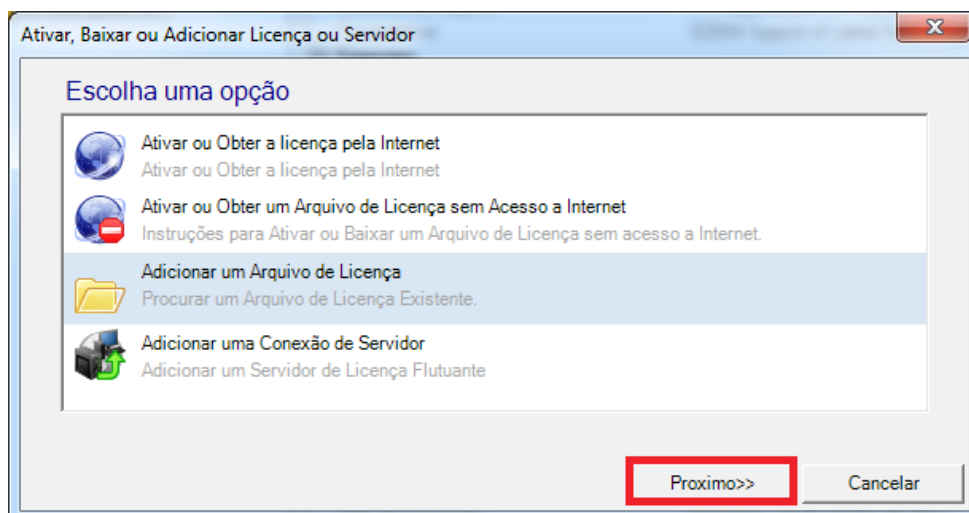 Ativar, Baixar ou Adicionar Licença ou Servidor
Escolha uma opção
Ativar ou Obter a licença pela Internet
Ativar ou Obter a licença pela Internet
Ativar ou Obter um Arquivo de Licença sem Acesso a Internet
Instruções para Ativar ou Baixar um Arquivo de Licença sem acesso a Internet.
Adicionar um Arquivo de Licença
Procurar um Arquivo de Licença Existente.
Adicionar uma Conexão de Servidor
Adicionar um Servidor de Licença Flutuante
Proximo>> Cancelar